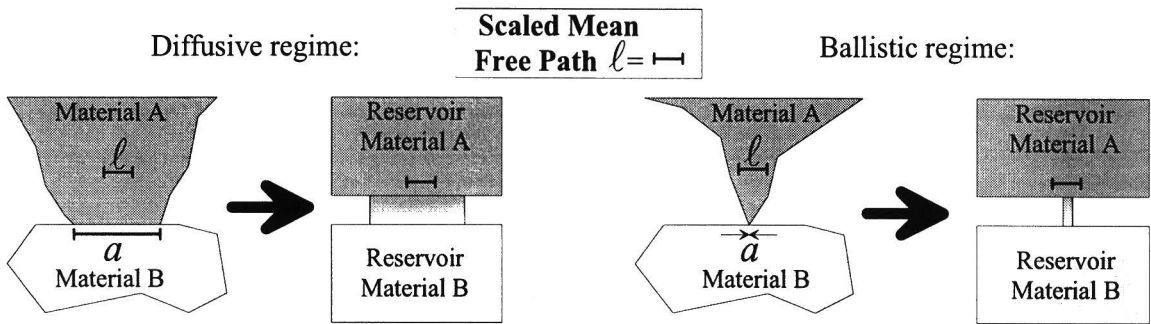 Diffusive regime:
Scaled Mean
Free Path ℓ=
Ballistic regime:
Material A
ℓ
a
Material B
Reservoir
Material A
Reservoir
Material B
Material A
ℓ
a
Material B
Reservoir
Material A
Reservoir
Material B